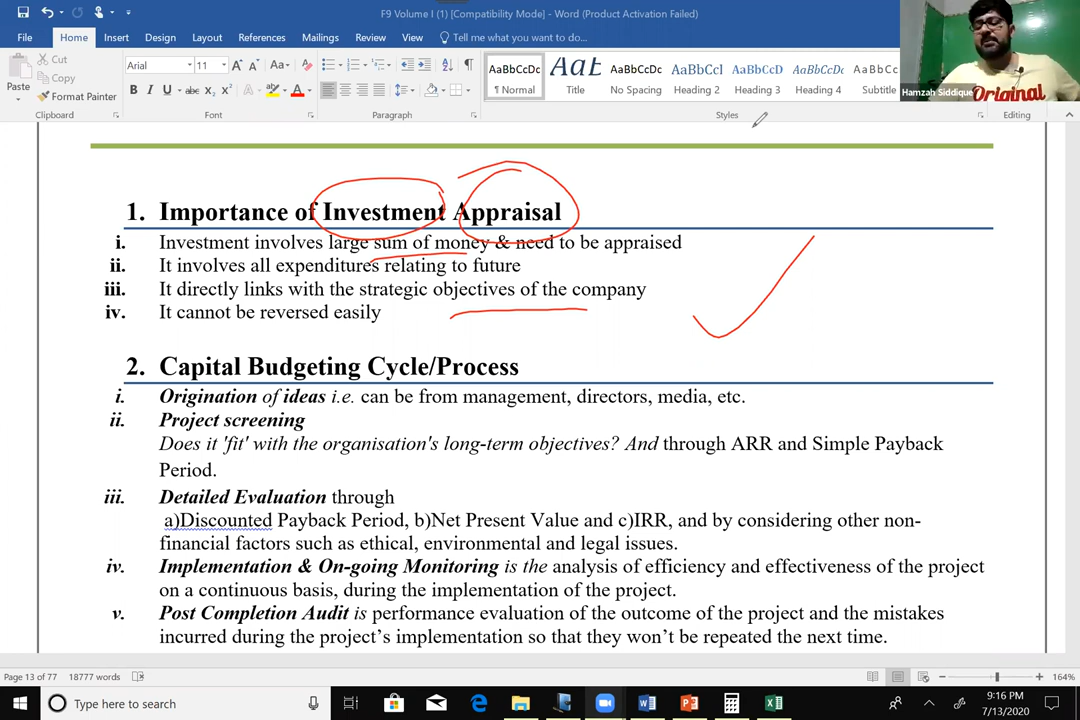 F9 Volume I (1) [Compatibility Mode] - Word (Product Activation Failed)
File Home Insert Design Layout References Mailings Review View Tell me what you want to do...
Cut
Copy
Paste
Format Painter
Clipboard
Arial 11
Font
Paragraph
AaBbCcDc AaB AaBbCcDc AaBbCcI AaBbCcD AaBbCcDc AaBbCc
¶ Normal Title No Spacing Heading 2 Heading 3 Heading 4 Subtitle
Styles
Editing
Hamzah Siddique
Original
1. Importance of Investment Appraisal
i. Investment involves large sum of money & need to be appraised
ii. It involves all expenditures relating to future
iii. It directly links with the strategic objectives of the company
iv. It cannot be reversed easily
2. Capital Budgeting Cycle/Process
i. Origination of ideas i.e. can be from management, directors, media, etc.
ii. Project screening
Does it 'fit' with the organisation's long-term objectives? And through ARR and Simple Payback
Period.
iii. Detailed Evaluation through
a)Discounted Payback Period, b)Net Present Value and c)IRR, and by considering other non-
financial factors such as ethical, environmental and legal issues.
iv. Implementation & On-going Monitoring is the analysis of efficiency and effectiveness of the project
on a continuous basis, during the implementation of the project.
v. Post Completion Audit is performance evaluation of the outcome of the project and the mistakes
incurred during the project's implementation so that they won't be repeated the next time.
Page 13 of 77 18777 words
164%
Type here to search
9:16 PM
7/13/2020